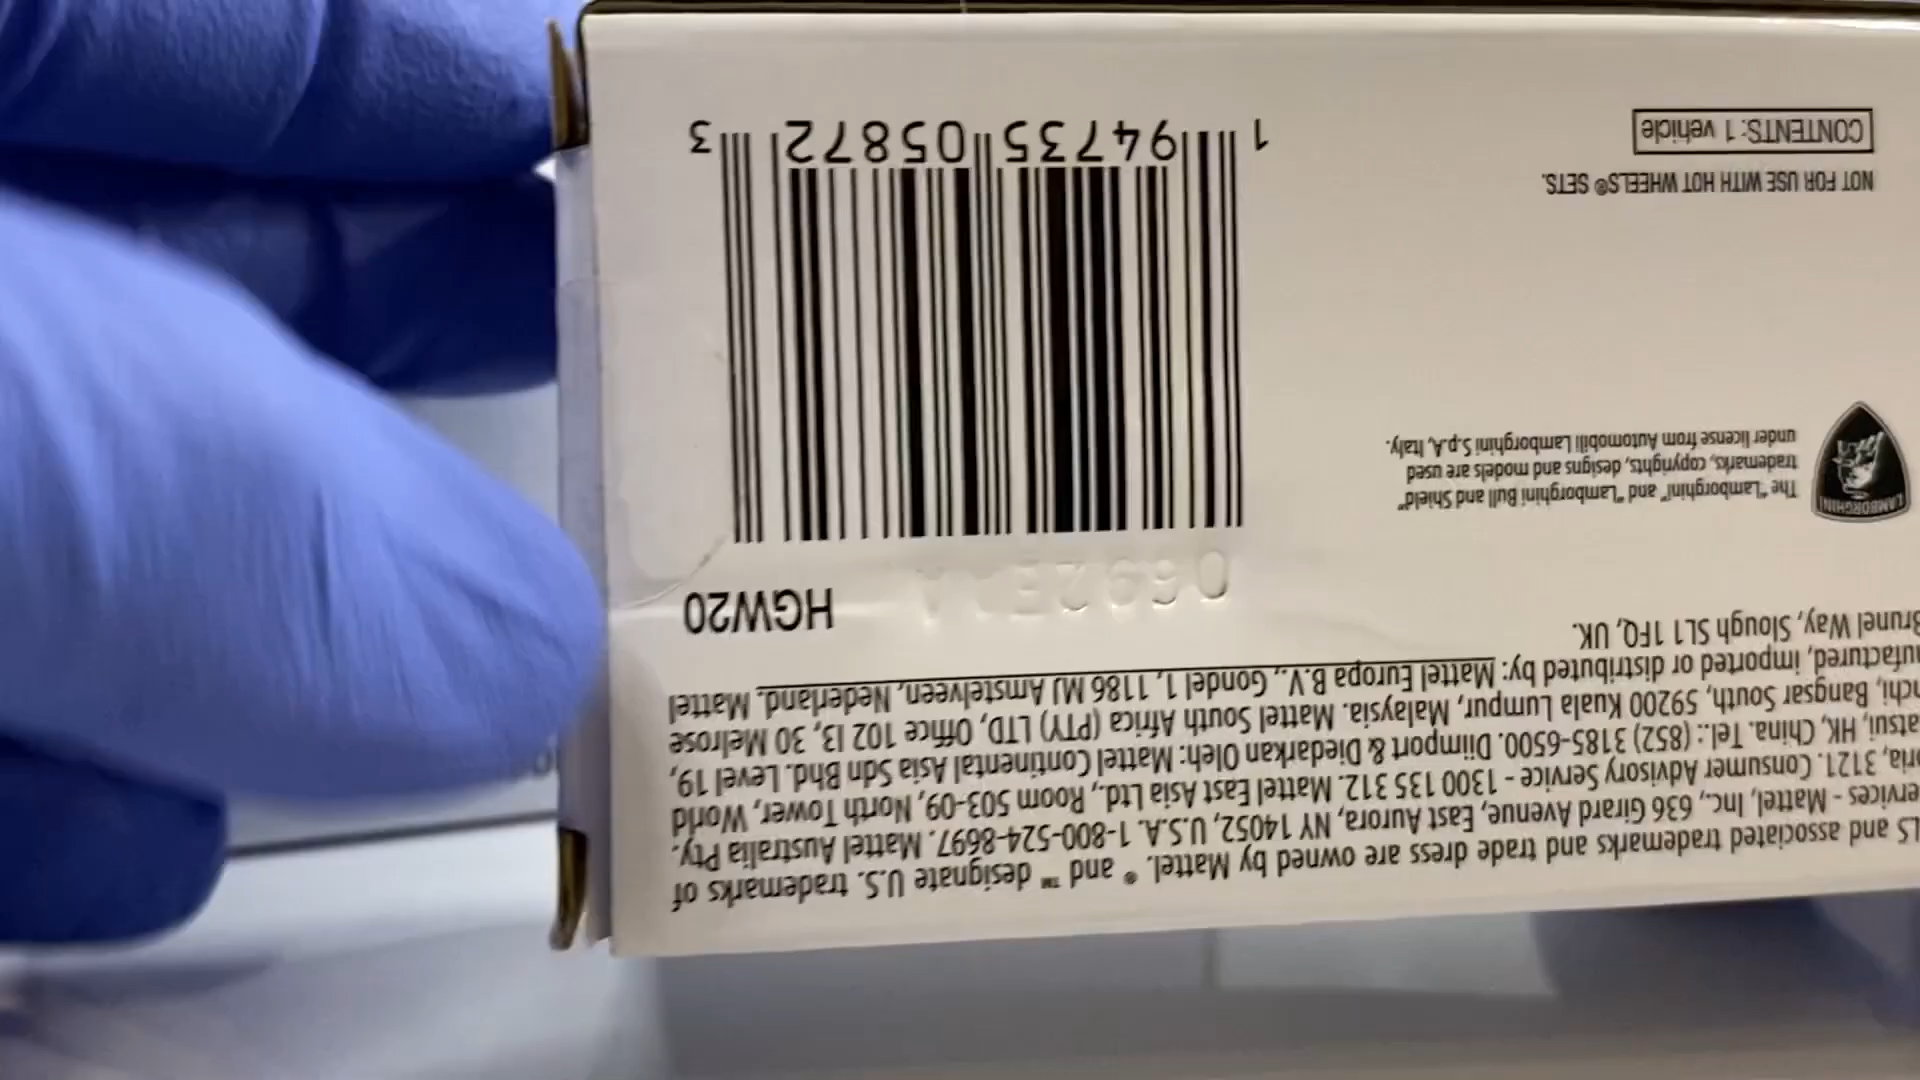 LS and associated trademarks and trade dress are owned by Mattel. ® and ™ designate U.S. trademarks of
ervices - Mattel, Inc., 636 Girard Avenue, East Aurora, NY 14052, U.S.A. 1-800-524-8697. Mattel Australia Pty.
oria, 3121. Consumer Advisory Service - 1300 135 312. Mattel East Asia Ltd., Room 503-09, North Tower, World
atsui, HK, China. Tel.: (852) 3185-6500. Diimport & Diedarkan Oleh: Mattel Continental Asia Sdn Bhd. Level 19,
nchi, Bangsar South, 59200 Kuala Lumpur, Malaysia. Mattel South Africa (PTY) LTD, Office 102 I3, 30 Melrose
ufactured, imported or distributed by: Mattel Europa B.V., Gondel 1, 1186 MJ Amstelveen, Nederland. Mattel
Brunel Way, Slough SL1 1FQ, UK.
HGW20
LAMBORGHINI
The "Lamborghini" and "Lamborghini Bull and Shield"
trademarks, copyrights, designs and models are used
under license from Automobili Lamborghini S.p.A, Italy.
NOT FOR USE WITH HOT WHEELS® SETS.
CONTENTS: 1 vehicle
1 94735 05872 3